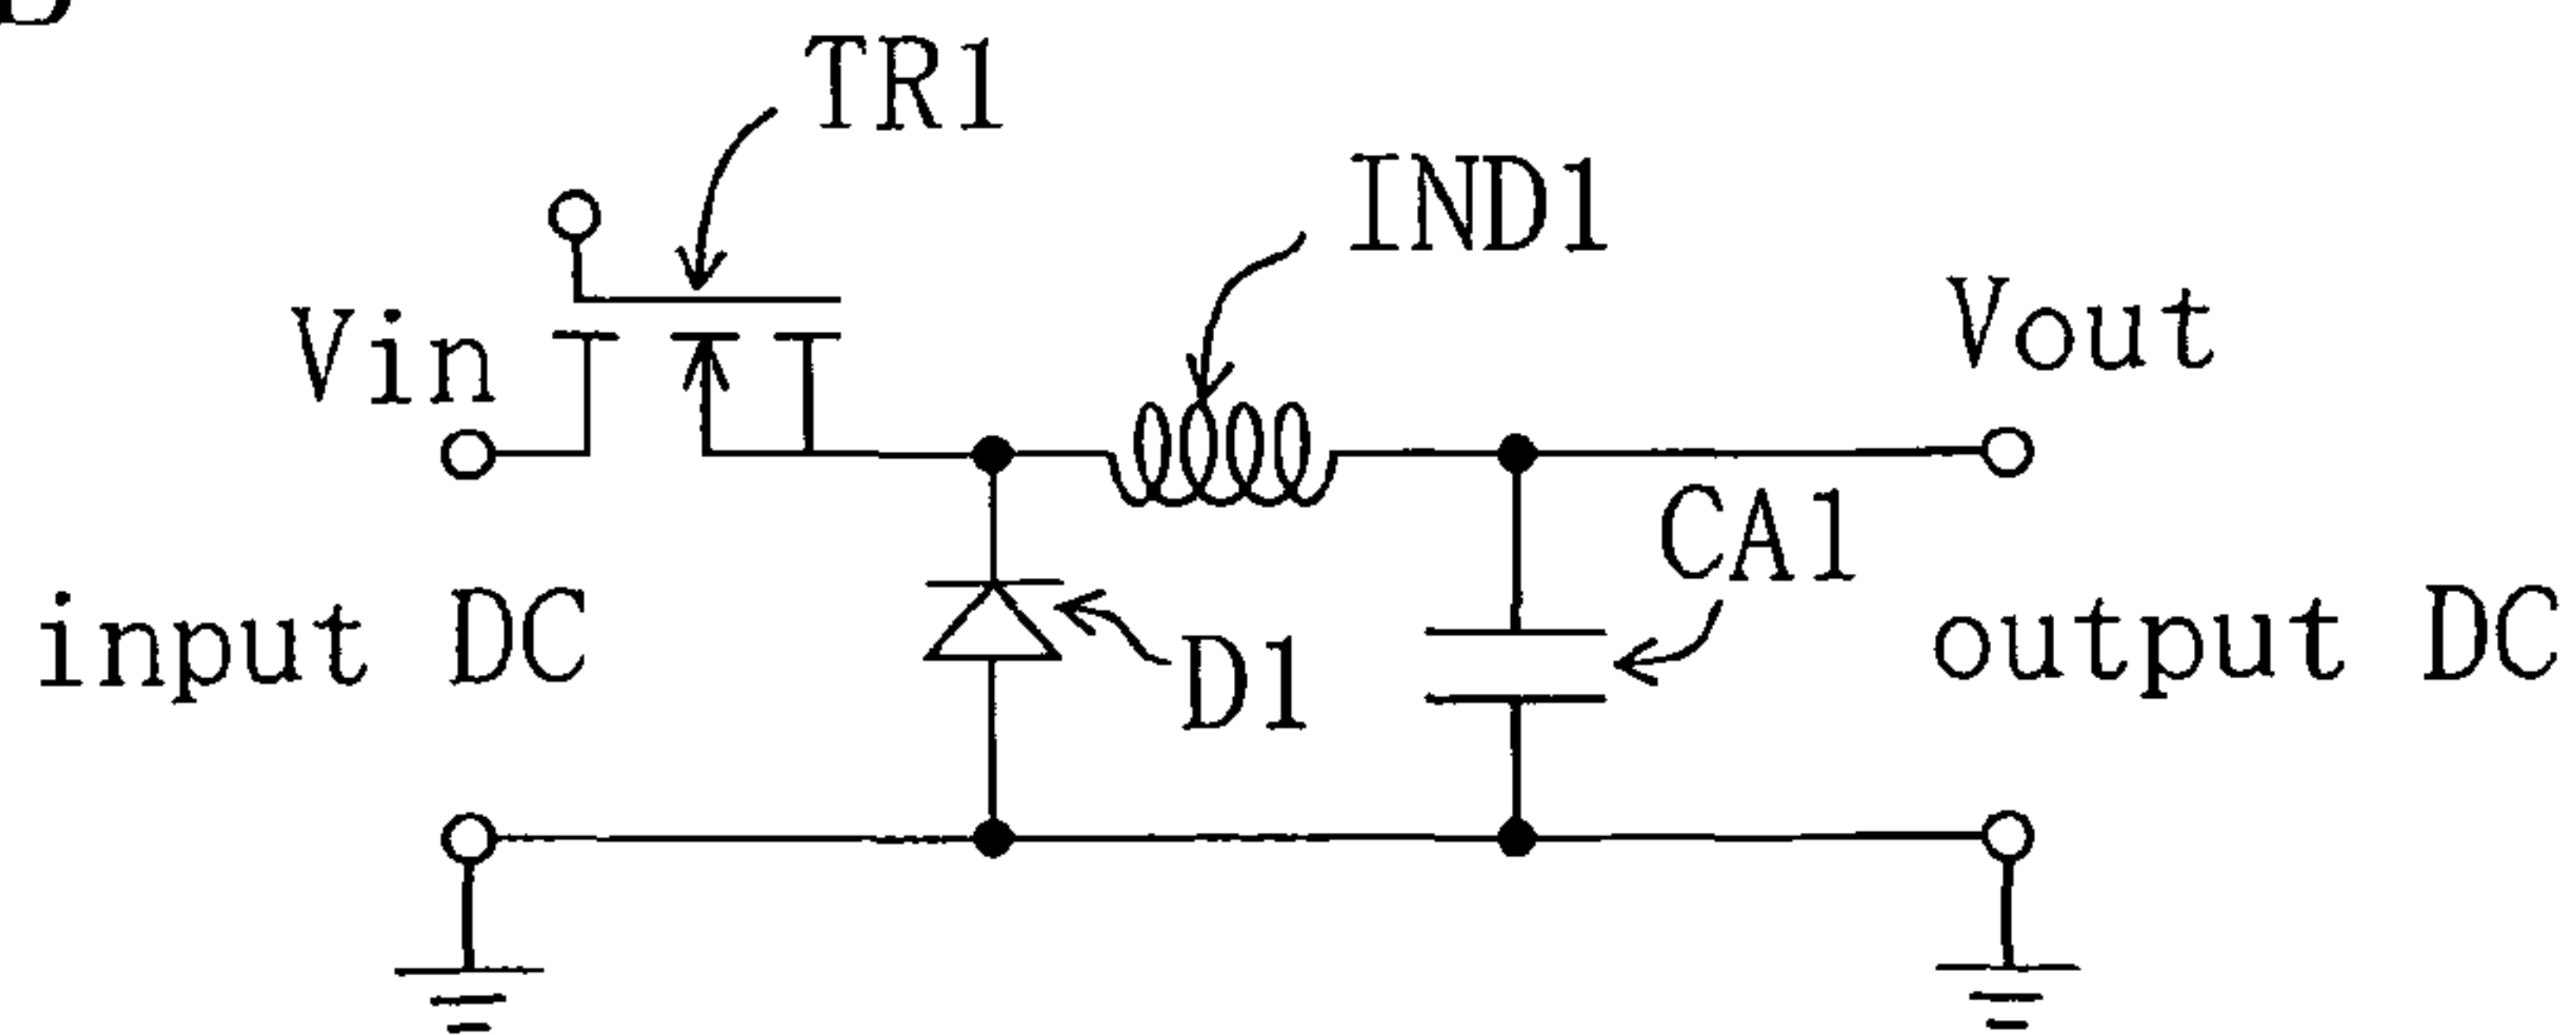 TR1
IND1
Vin
Vout
CA1
input DC
D1
output DC